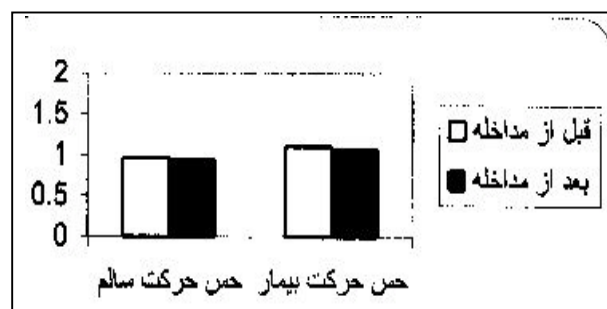 2
1.5
1
0.5
0
حس حرکت سالم
حس حرکت بیمار
قبل از مداخله
بعد از مداخله